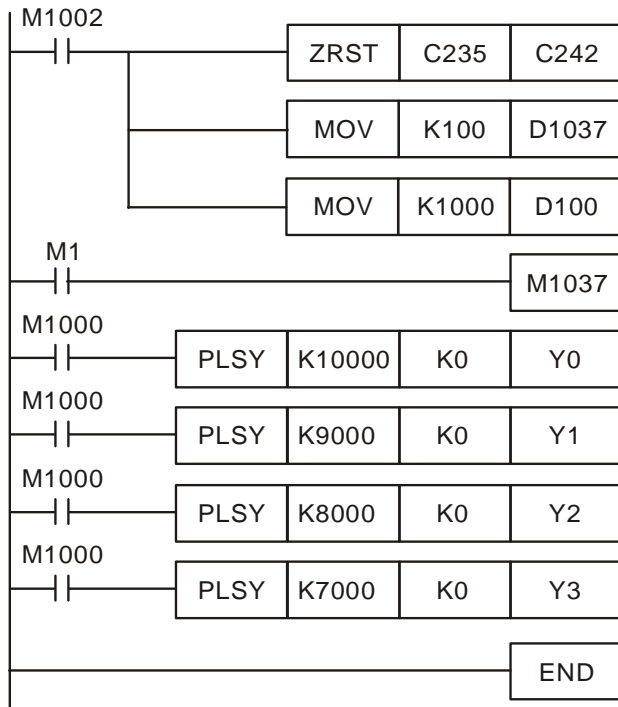 M1002
ZRST C235 C242
MOV K100 D1037
MOV K1000 D100
M1
M1037
M1000
PLSY K10000 K0 Y0
M1000
PLSY K9000 K0 Y1
M1000
PLSY K8000 K0 Y2
M1000
PLSY K7000 K0 Y3
END